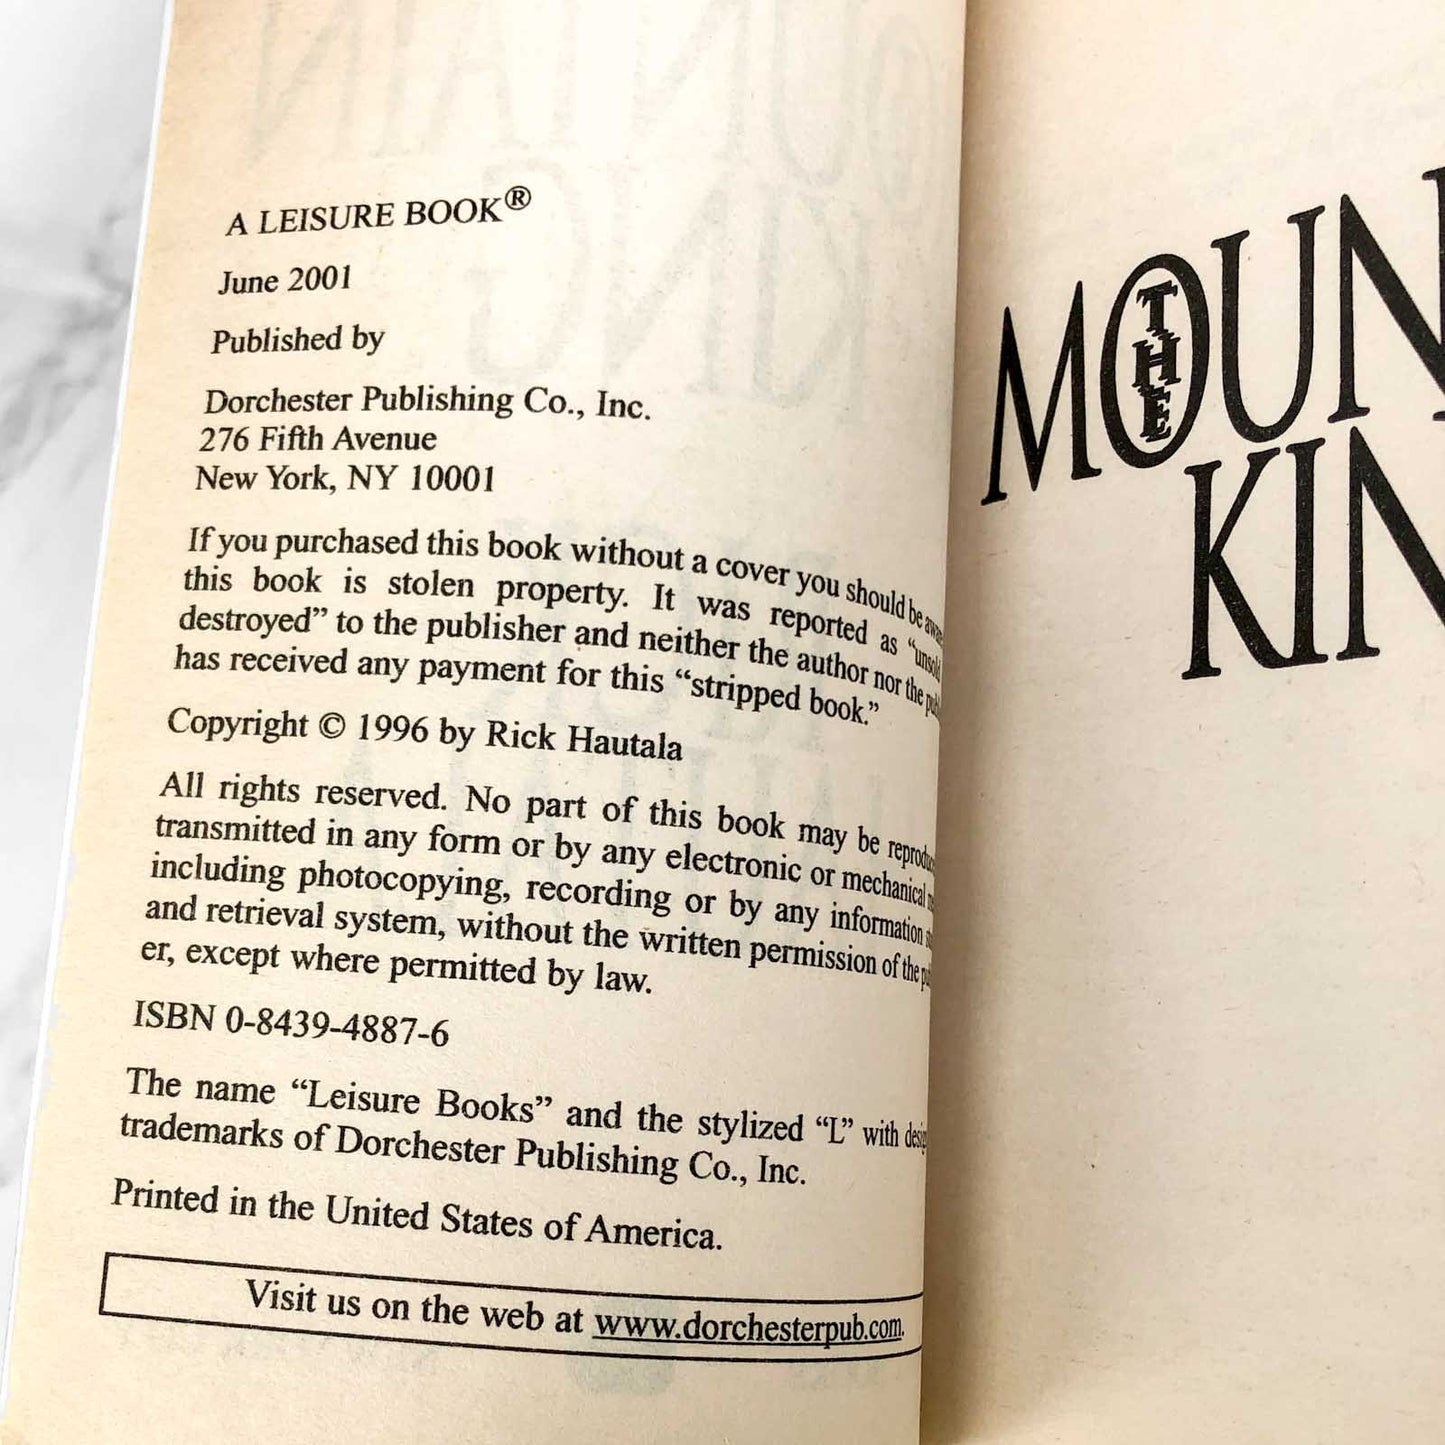 A LEISURE BOOK®
June 2001
Published by
Dorchester Publishing Co., Inc.
276 Fifth Avenue
New York, NY 10001
If you purchased this book without a cover you should be aware
this book is stolen property. It was reported as “unsold
destroyed” to the publisher and neither the author nor the
has received any payment for this “stripped book.”
Copyright © 1996 by Rick Hautala
All rights reserved. No part of this book may be
transmitted in any form or by any electronic or mechanical
including photocopying, recording or by any information
and retrieval system, without the written permission of the
er, except where permitted by law.
ISBN 0-8439-4887-6
The name “Leisure Books” and the stylized “L” with
trademarks of Dorchester Publishing Co., Inc.
Printed in the United States of America.
Visit us on the web at www.dorchesterpub.com.
THE
MOUN
KIN